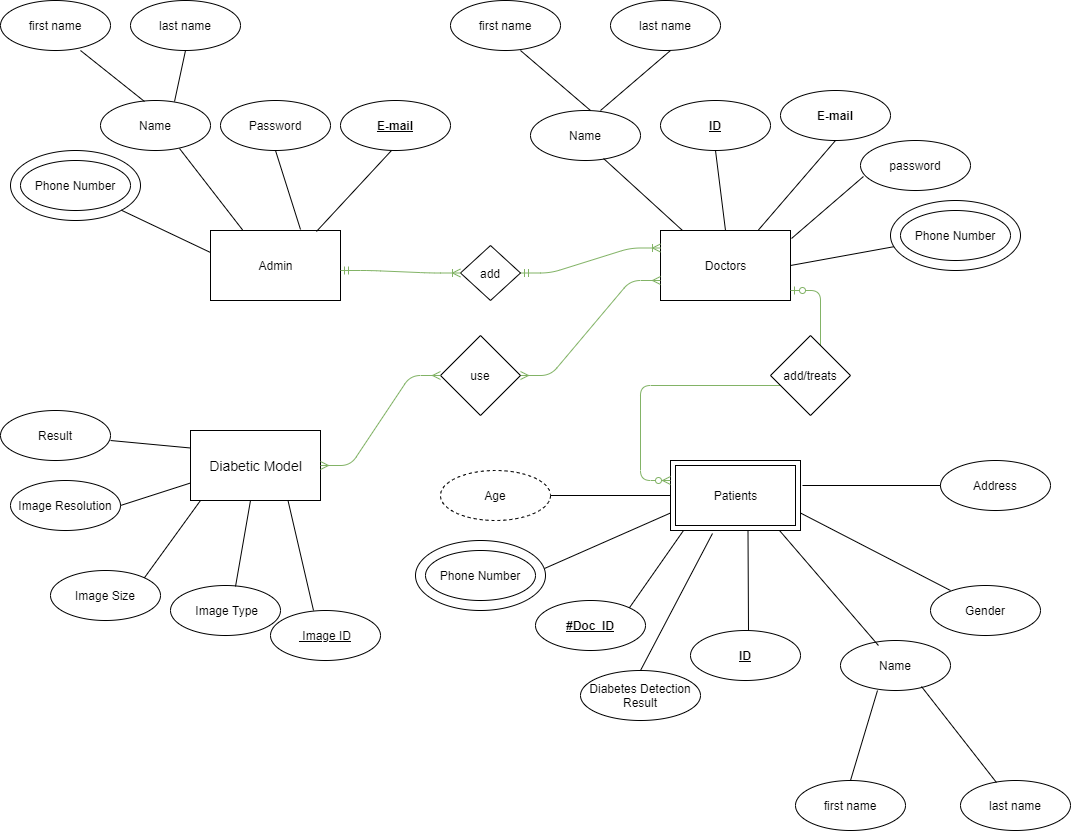 first name
last name
first name
last name
Name
Password
E-mail
Name
ID
E-mail
password
Phone Number
Phone Number
Admin
add
Doctors
use
add/treats
Result
Diabetic Model
Age
Patients
Address
Image Resolution
Image Size
Image Type
Image ID
Phone Number
#Doc_ID
ID
Gender
Diabetes Detection
Result
Name
first name
last name